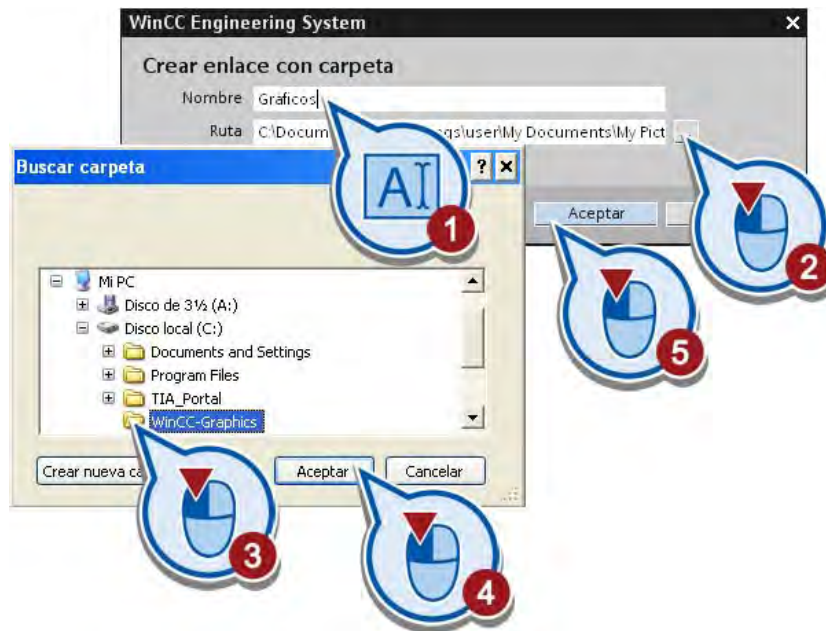 WinCC Engineering System
Crear enlace con carpeta
Nombre Gráficos
Ruta C:\Docum gs\user\My Documents\My Pict ...
Buscar carpeta ? ×
A
1
Aceptar
2
Mi PC
Disco de 3½ (A:)
Disco local (C:)
Documents and Settings
Program Files
TIA_Portal
WinCC-Graphics
5
Crear nueva ca Aceptar Cancelar
3
4